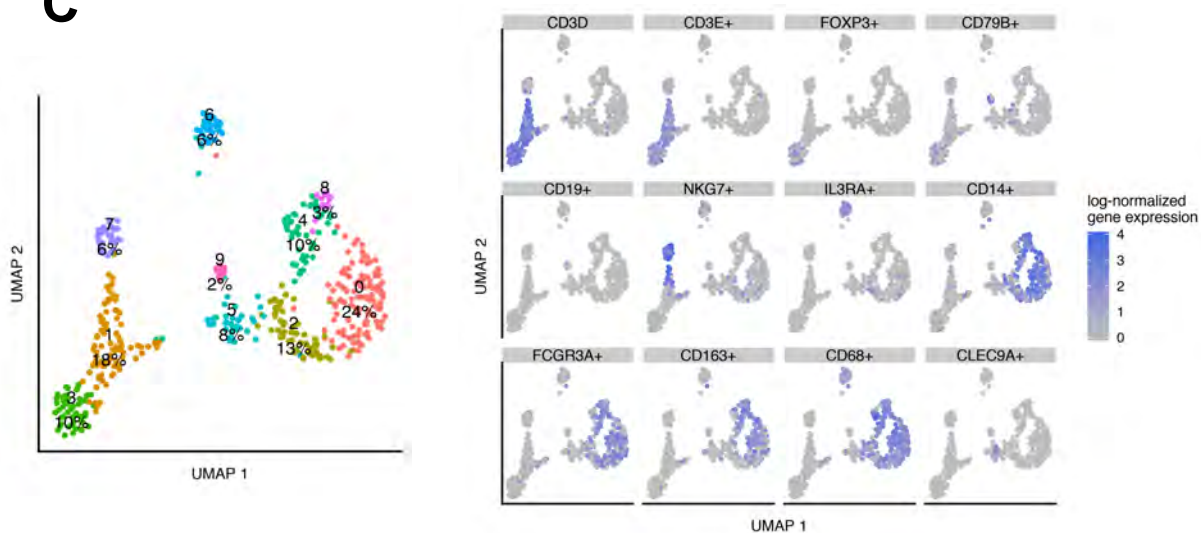 C
6
6%
8
3%
4
10%
7
6%
9
2%
0
24%
5
8%
2
13%
1
18%
3
10%
UMAP 2
UMAP 1
CD3D CD3E+ FOXP3+ CD79B+
CD19+ NKG7+ IL3RA+ CD14+
FCGR3A+ CD163+ CD68+ CLEC9A+
UMAP 2
UMAP 1
log-normalized
gene expression
4
3
2
1
0